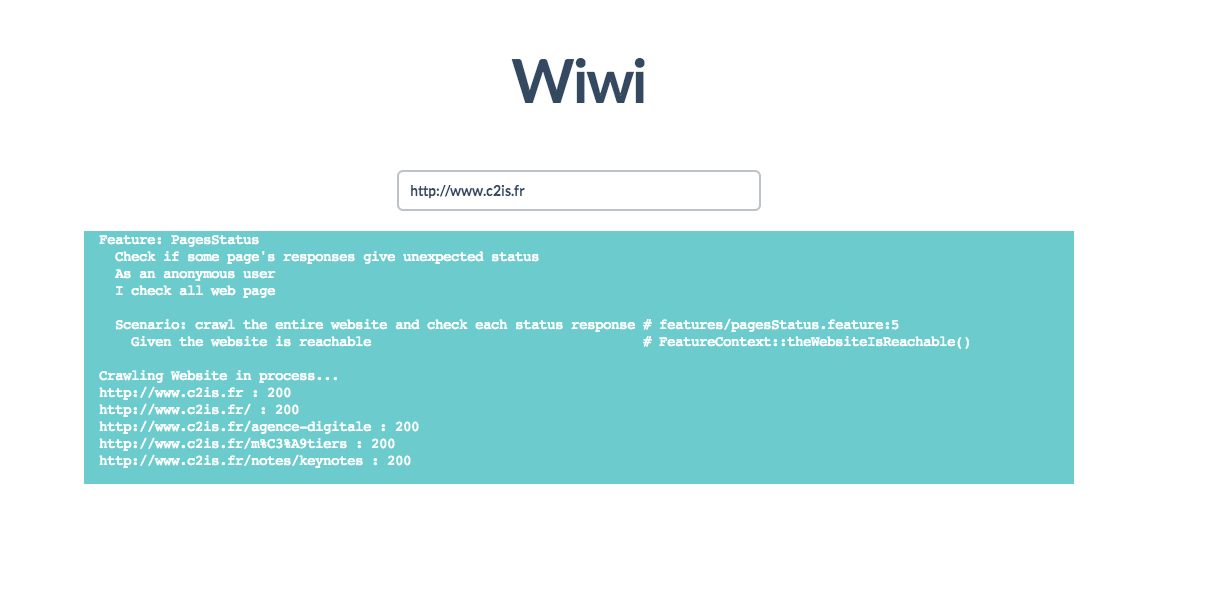 Wiwi
http://www.c2is.fr
Feature: PagesStatus
Check if some page's responses give unexpected status
As an anonymous user
I check all web page
Scenario: crawl the entire website and check each status response # features/pagesStatus.feature:5
Given the website is reachable # FeatureContext::theWebsiteIsReachable()
Crawling Website in process...
http://www.c2is.fr : 200
http://www.c2is.fr/ : 200
http://www.c2is.fr/agence-digitale : 200
http://www.c2is.fr/m%C3%A9tiers : 200
http://www.c2is.fr/notes/keynotes : 200